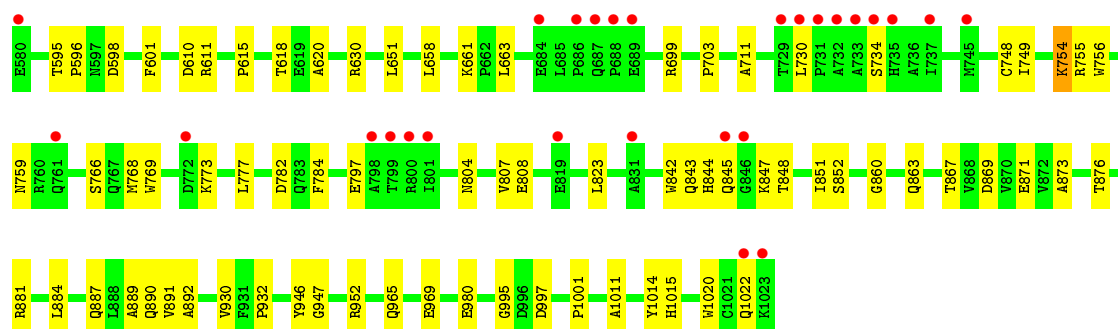 E580 T595 P596 N597 D598 F601 D610 R611 P615 T618 E619 A620 R630 L651 L658 K661 P662 L663 E684 L685 P686 Q687 P688 E689 R699 P703 A711 T729 L730 P731 A732 A733 S734 H735 A736 I737 M745 C748 I749 K754 R755 W756
N759 R760 Q761 S766 Q767 M768 W769 D772 K773 L777 D782 Q783 F784 E797 A798 T799 R800 I801 N804 V807 E808 E819 L823 A831 W842 Q843 H844 Q845 G846 K847 T848 I851 S852 G860 Q863 T867 V868 D869 V870 E871 V872 A873 T876
R881 L884 Q887 L888 A889 Q890 V891 A892 V930 F931 P932 Y946 G947 R952 Q965 E969 E980 G995 D996 D997 P1001 A1011 Y1014 H1015 W1020 C1021 Q1022 K1023